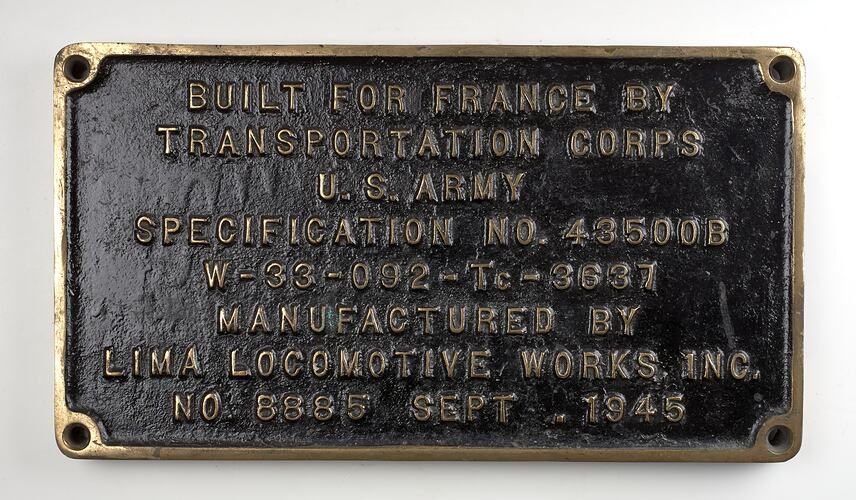 BUILT FOR FRANCE BY
TRANSPORTATION CORPS
U.S. ARMY
SPECIFICATION NO. 43500B
W-33-092-Tc-3637
MANUFACTURED BY
LIMA LOCOMOTIVE WORKS, INC.
NO 8885 SEPT . 1945